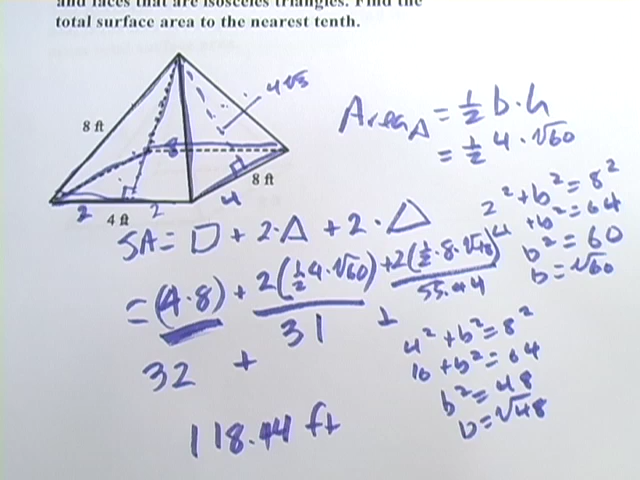 and faces that are isosceles triangles. Find the
total surface area to the nearest tenth.
4√3
8 ft
8
8 ft
4
2 4 ft 2
AreaΔ = 1/2 b·h
= 1/2 4·√60
2² + b² = 8²
4 + b² = 64
b² = 60
b = √60
SA = □ + 2·Δ + 2·Δ
= (4·8) + 2(1/2 4·√60) + 2(1/2·8·√48)
32 + 31 + 55.44
4² + b² = 8²
16 + b² = 64
b² = 48
b = √48
118.44 ft